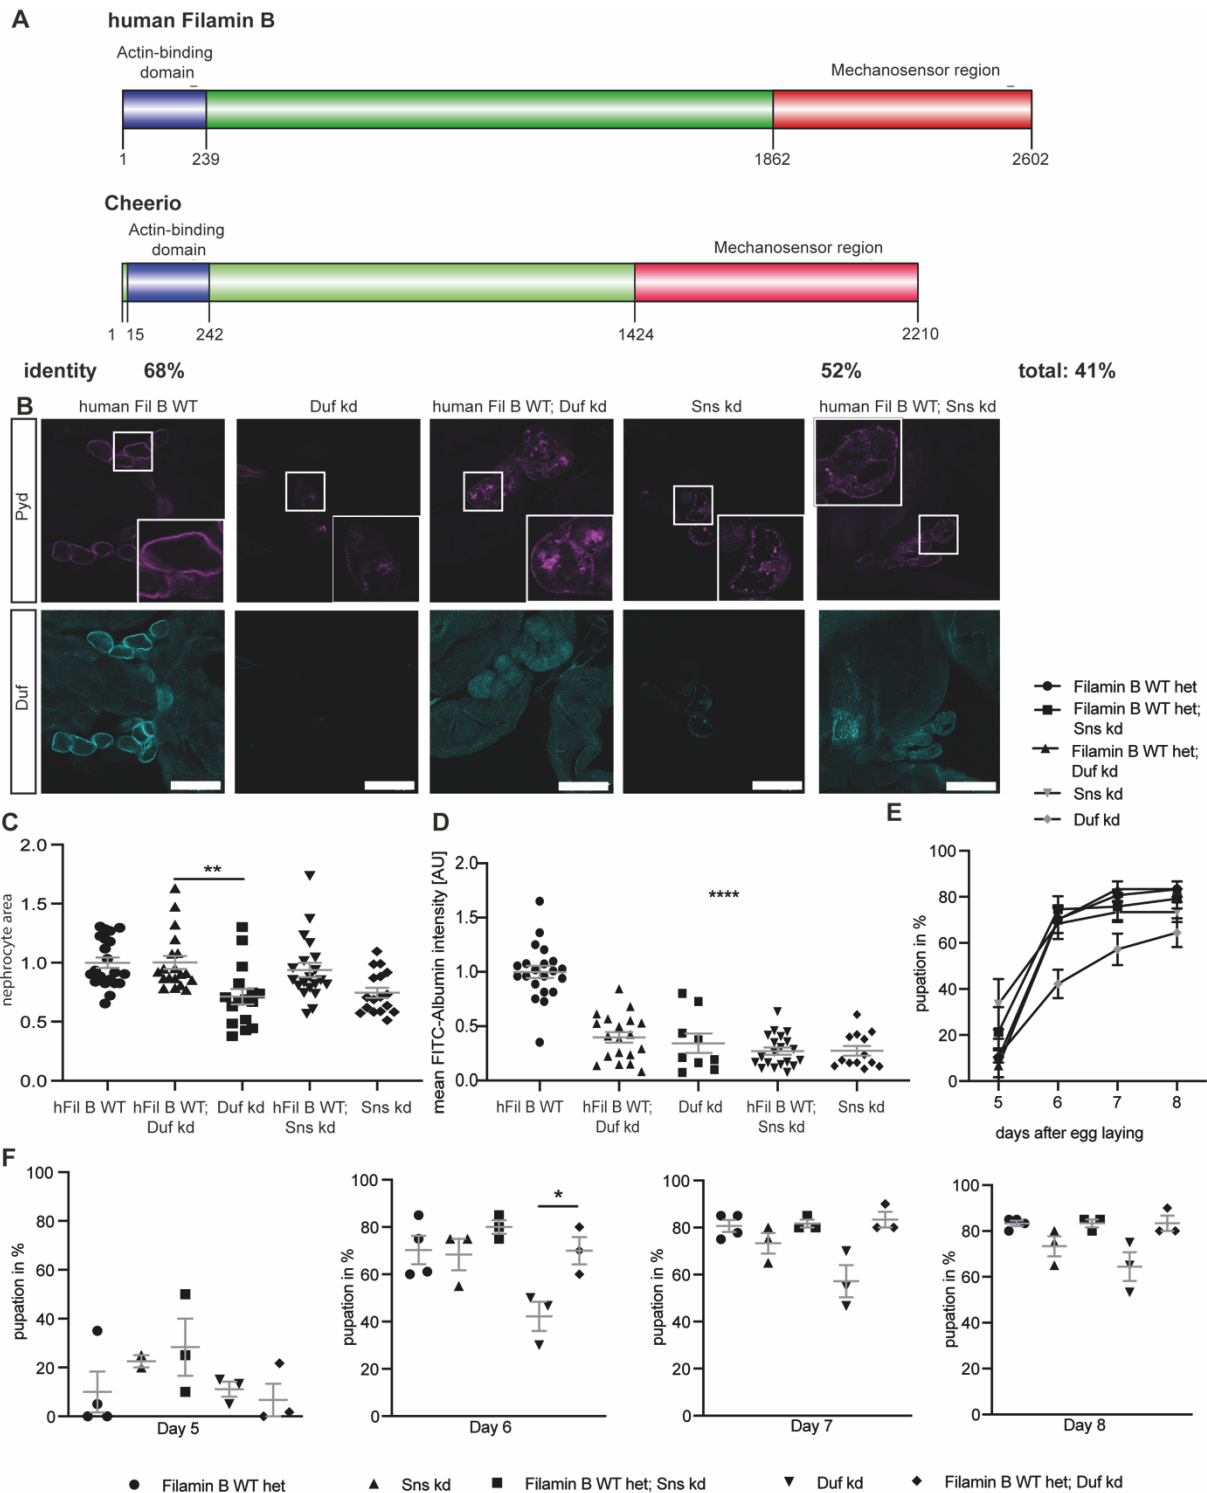 A
human Filamin B
Actin-binding
domain
Mechanosensor region
1 239 1862 2602
Cheerio
Actin-binding
domain
Mechanosensor region
1 15 242 1424 2210
identity 68% 52% total: 41%
B
human Fil B WT
Duf kd
human Fil B WT; Duf kd
Sns kd
human Fil B WT; Sns kd
Pyd
Duf
Filamin B WT het
Filamin B WT het;
Sns kd
Filamin B WT het;
Duf kd
Sns kd
Duf kd
C
nephrocyte area
2.0
1.5
1.0
0.5
0.0
**
hFil B WT
hFil B WT;
Duf kd
Duf kd
hFil B WT;
Sns kd
Sns kd
D
mean FITC-Albumin intensity [AU]
2.0
1.5
1.0
0.5
0.0
****
hFil B WT
hFil B WT;
Duf kd
Duf kd
hFil B WT;
Sns kd
Sns kd
E
pupation in %
100
80
60
40
20
0
5 6 7 8
days after egg laying
F
pupation in %
100
80
60
40
20
0
Day 5
pupation in %
100
80
60
40
20
0
*
Day 6
pupation in %
100
80
60
40
20
0
Day 7
pupation in %
100
80
60
40
20
0
Day 8
Filamin B WT het
Sns kd
Filamin B WT het; Sns kd
Duf kd
Filamin B WT het; Duf kd